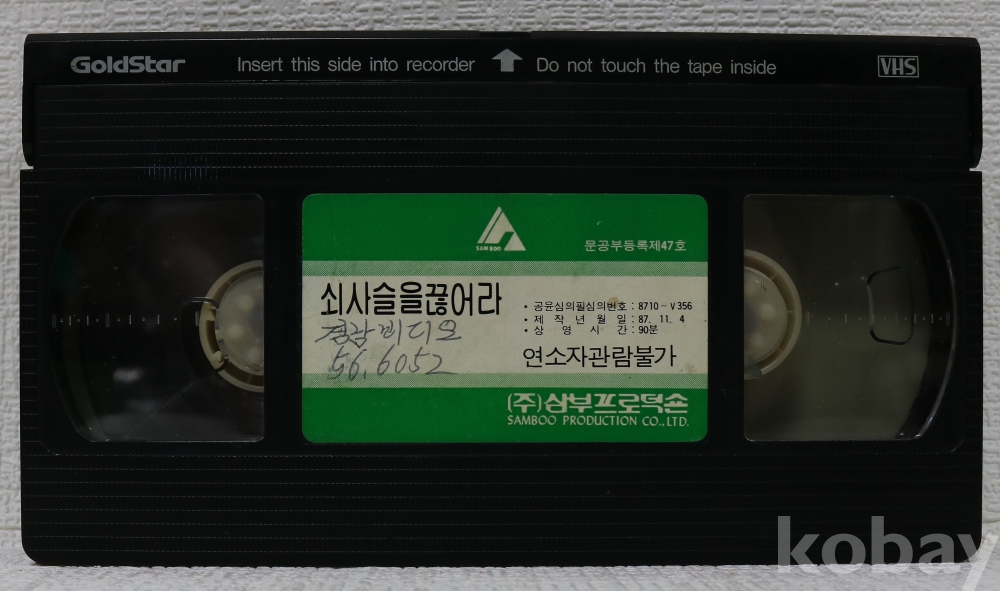 GoldStar Insert this side into recorder Do not touch the tape inside VHS
SAM BOO
문공부등록제47호
쇠사슬을끊어라
• 공윤심의필심의번호 : 8710-V356
• 제 작 년 월 일 : 87. 11. 4
• 상 영 시 간 : 90분
비디오
56.6052
연소자관람불가
(주)삼부프로덕숀
SAMBOO PRODUCTION CO., LTD.
kobay